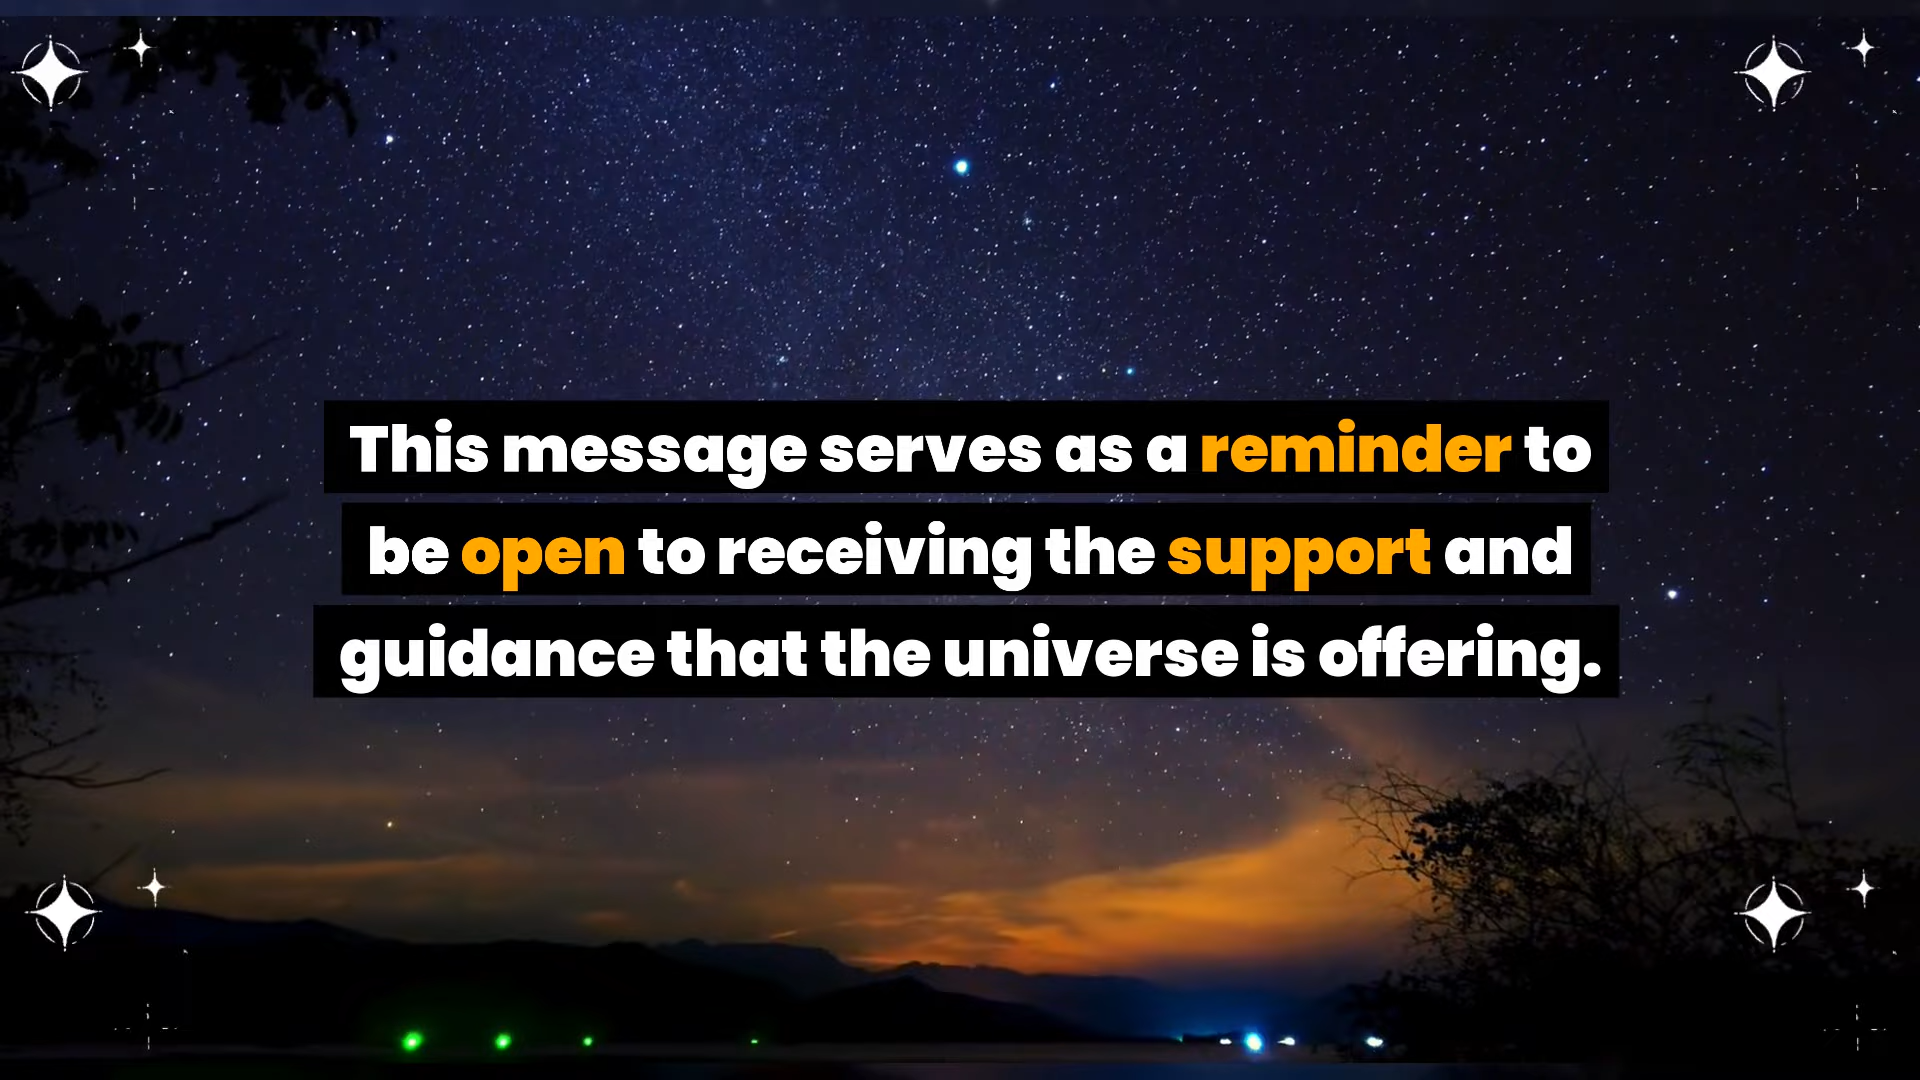 This message serves as a reminder to
be open to receiving the support and
guidance that the universe is offering.